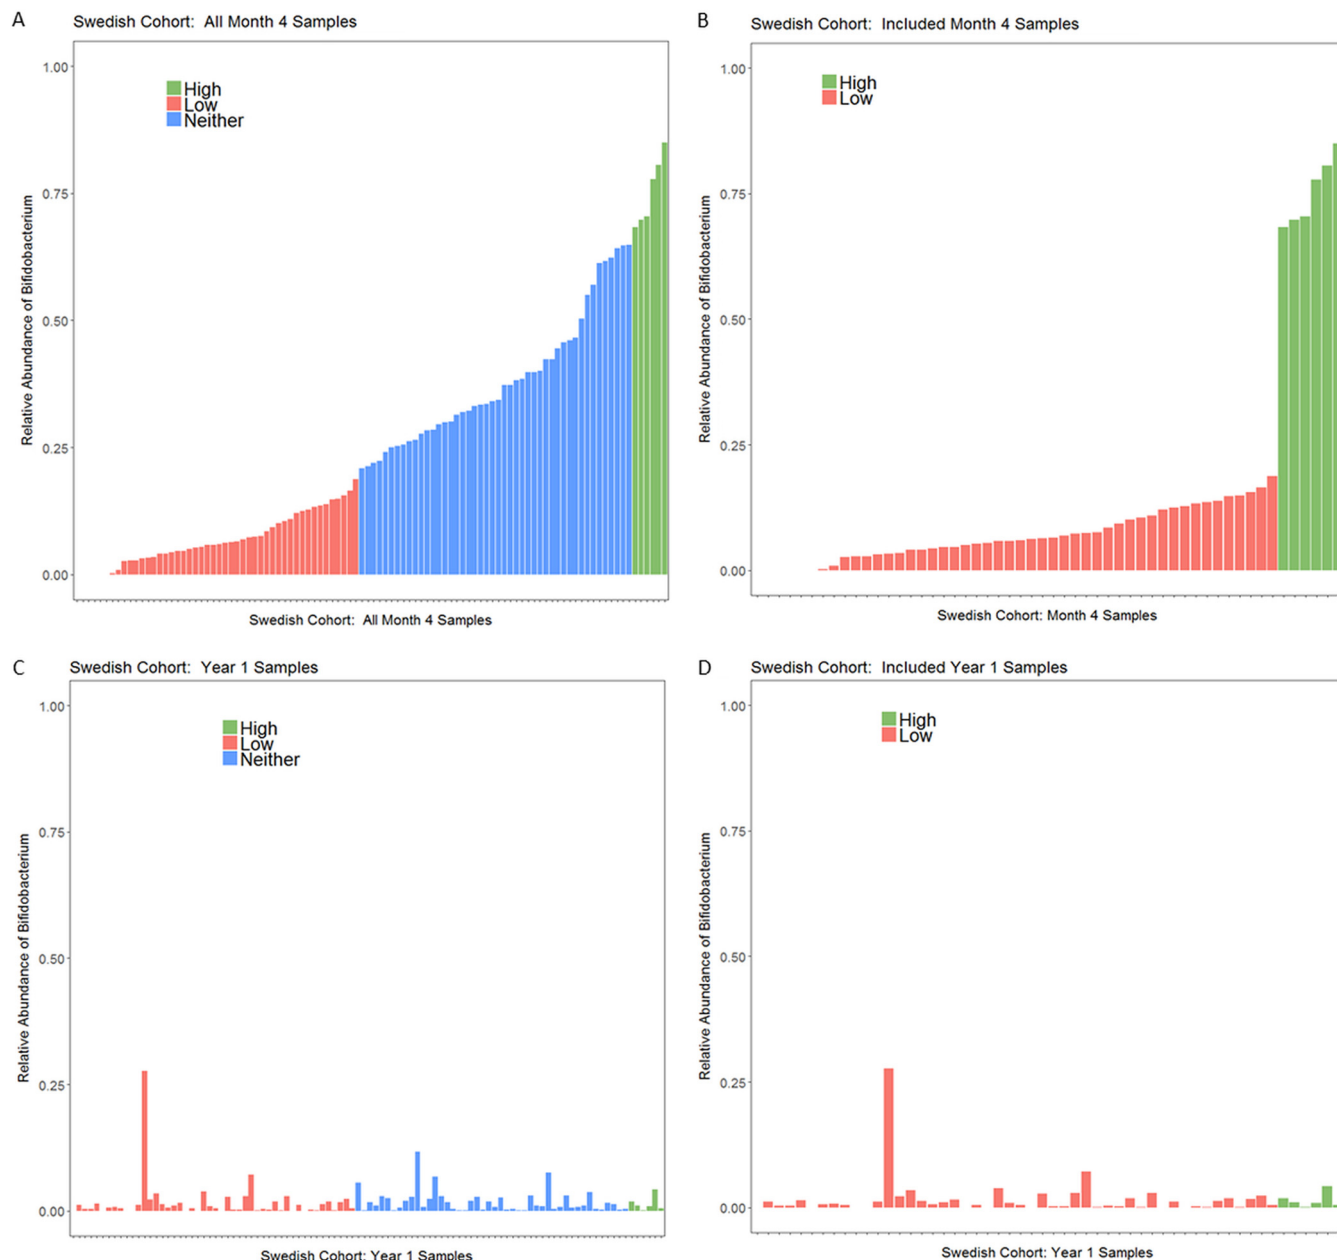 A
Swedish Cohort: All Month 4 Samples
1.00
0.75
0.50
0.25
0.00
Relative Abundance of Bifidobacterium
High
Low
Neither
Swedish Cohort: All Month 4 Samples
B
Swedish Cohort: Included Month 4 Samples
1.00
0.75
0.50
0.25
0.00
Relative Abundance of Bifidobacterium
High
Low
Swedish Cohort: Month 4 Samples
C
Swedish Cohort: Year 1 Samples
1.00
0.75
0.50
0.25
0.00
Relative Abundance of Bifidobacterium
High
Low
Neither
Swedish Cohort: Year 1 Samples
D
Swedish Cohort: Included Year 1 Samples
1.00
0.75
0.50
0.25
0.00
Relative Abundance of Bifidobacterium
High
Low
Swedish Cohort: Year 1 Samples